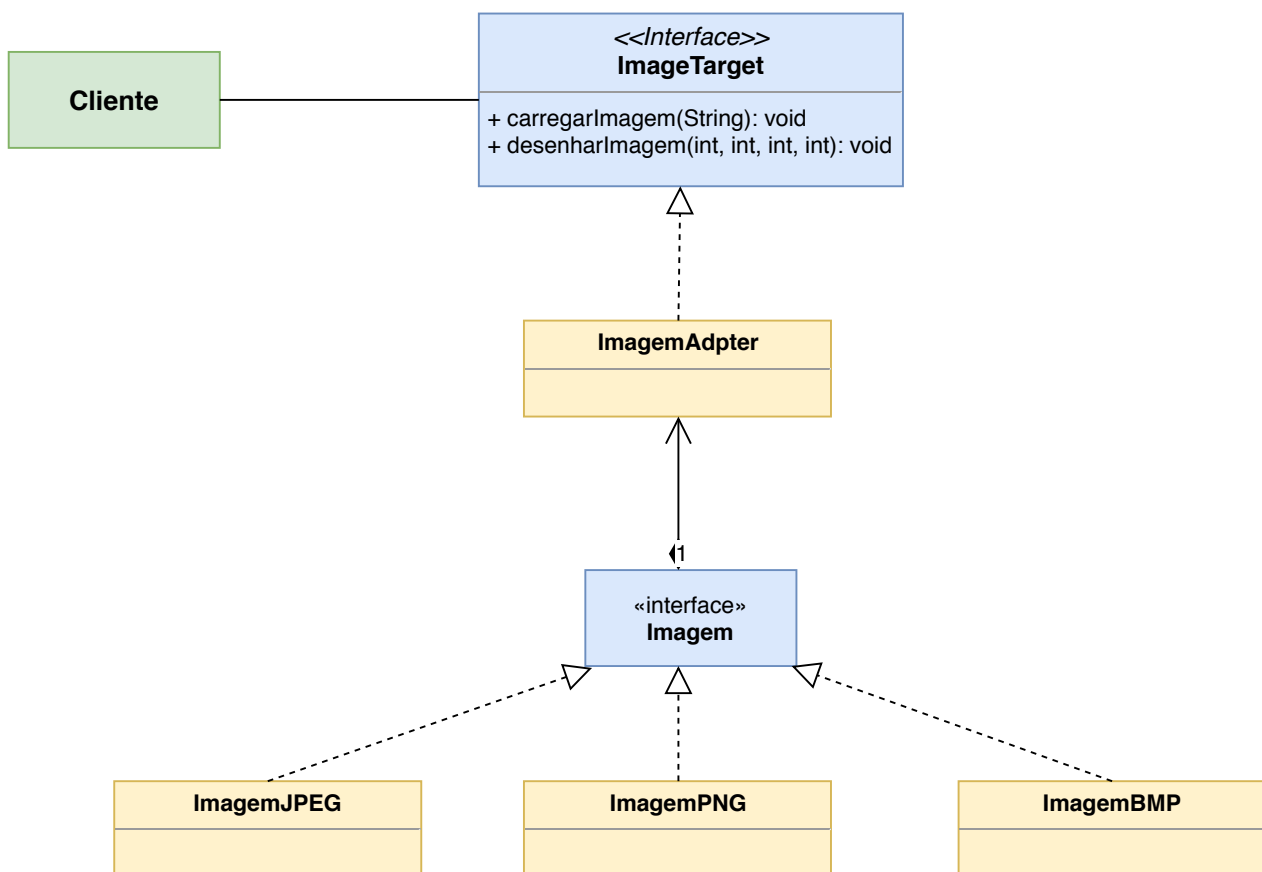 <<Interface>>
ImageTarget
Cliente
+ carregarImagem(String): void
+ desenharImagem(int, int, int, int): void
ImagemAdpter
1
«interface»
Imagem
ImagemJPEG
ImagemPNG
ImagemBMP